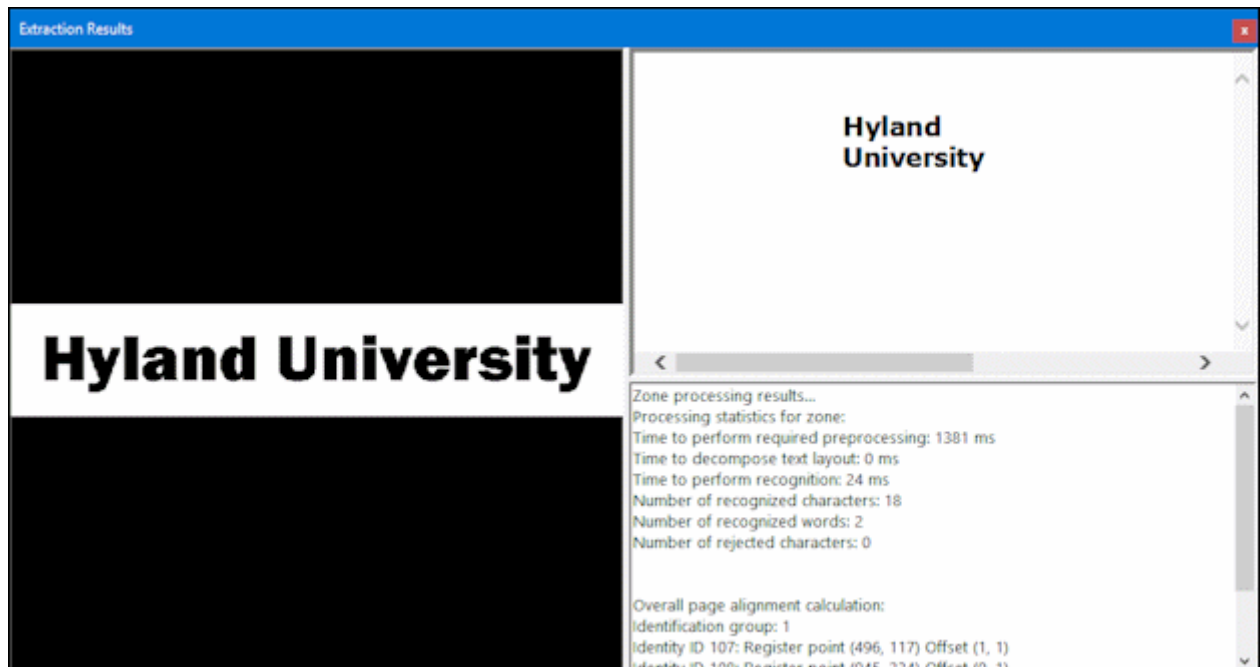 Extraction Results
x
Hyland University
Hyland
University
Zone processing results...
Processing statistics for zone:
Time to perform required preprocessing: 1381 ms
Time to decompose text layout: 0 ms
Time to perform recognition: 24 ms
Number of recognized characters: 18
Number of recognized words: 2
Number of rejected characters: 0
Overall page alignment calculation:
Identification group: 1
Identity ID 107: Register point (496, 117) Offset (1, 1)